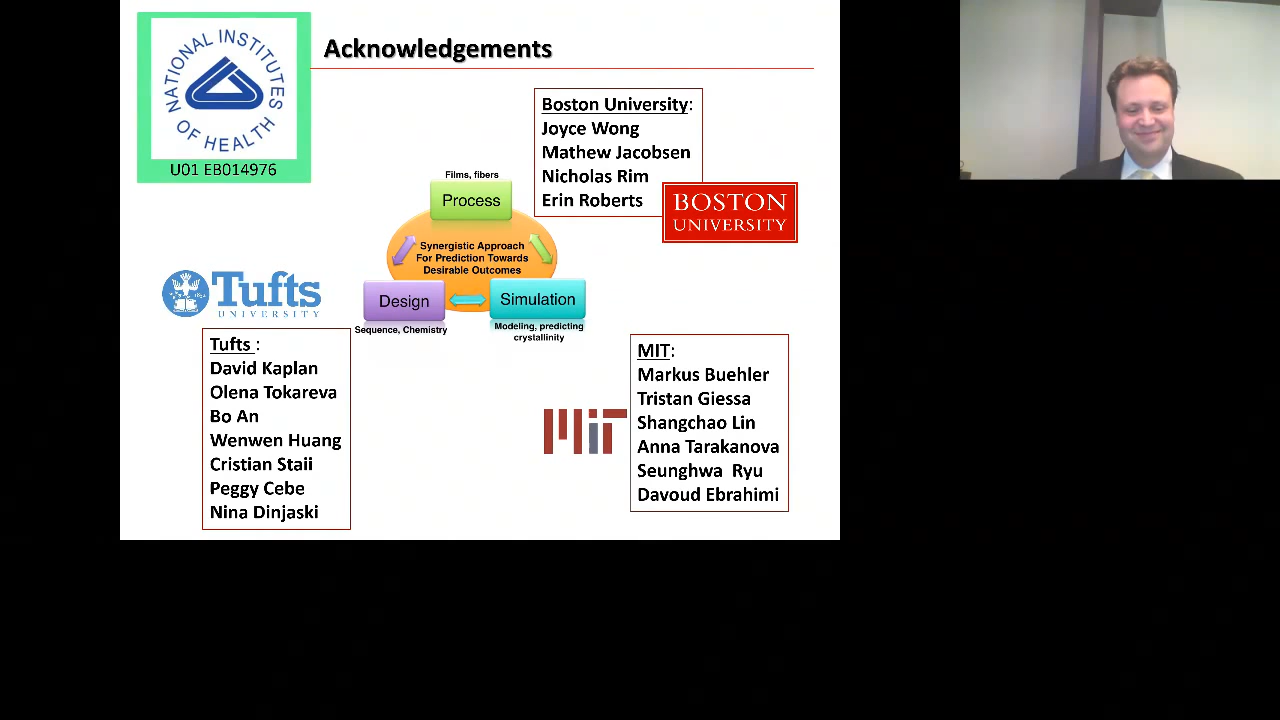 NATIONAL INSTITUTES
OF HEALTH
U01 EB014976
Acknowledgements
Boston University:
Joyce Wong
Mathew Jacobsen
Nicholas Rim
Erin Roberts
BOSTON
UNIVERSITY
Films, fibers
Process
Synergistic Approach
For Prediction Towards
Desirable Outcomes
Design
Simulation
Sequence, Chemistry
Modeling, predicting
crystallinity
Tufts
UNIVERSITY
Tufts :
David Kaplan
Olena Tokareva
Bo An
Wenwen Huang
Cristian Staii
Peggy Cebe
Nina Dinjaski
MIT
MIT:
Markus Buehler
Tristan Giessa
Shangchao Lin
Anna Tarakanova
Seunghwa Ryu
Davoud Ebrahimi